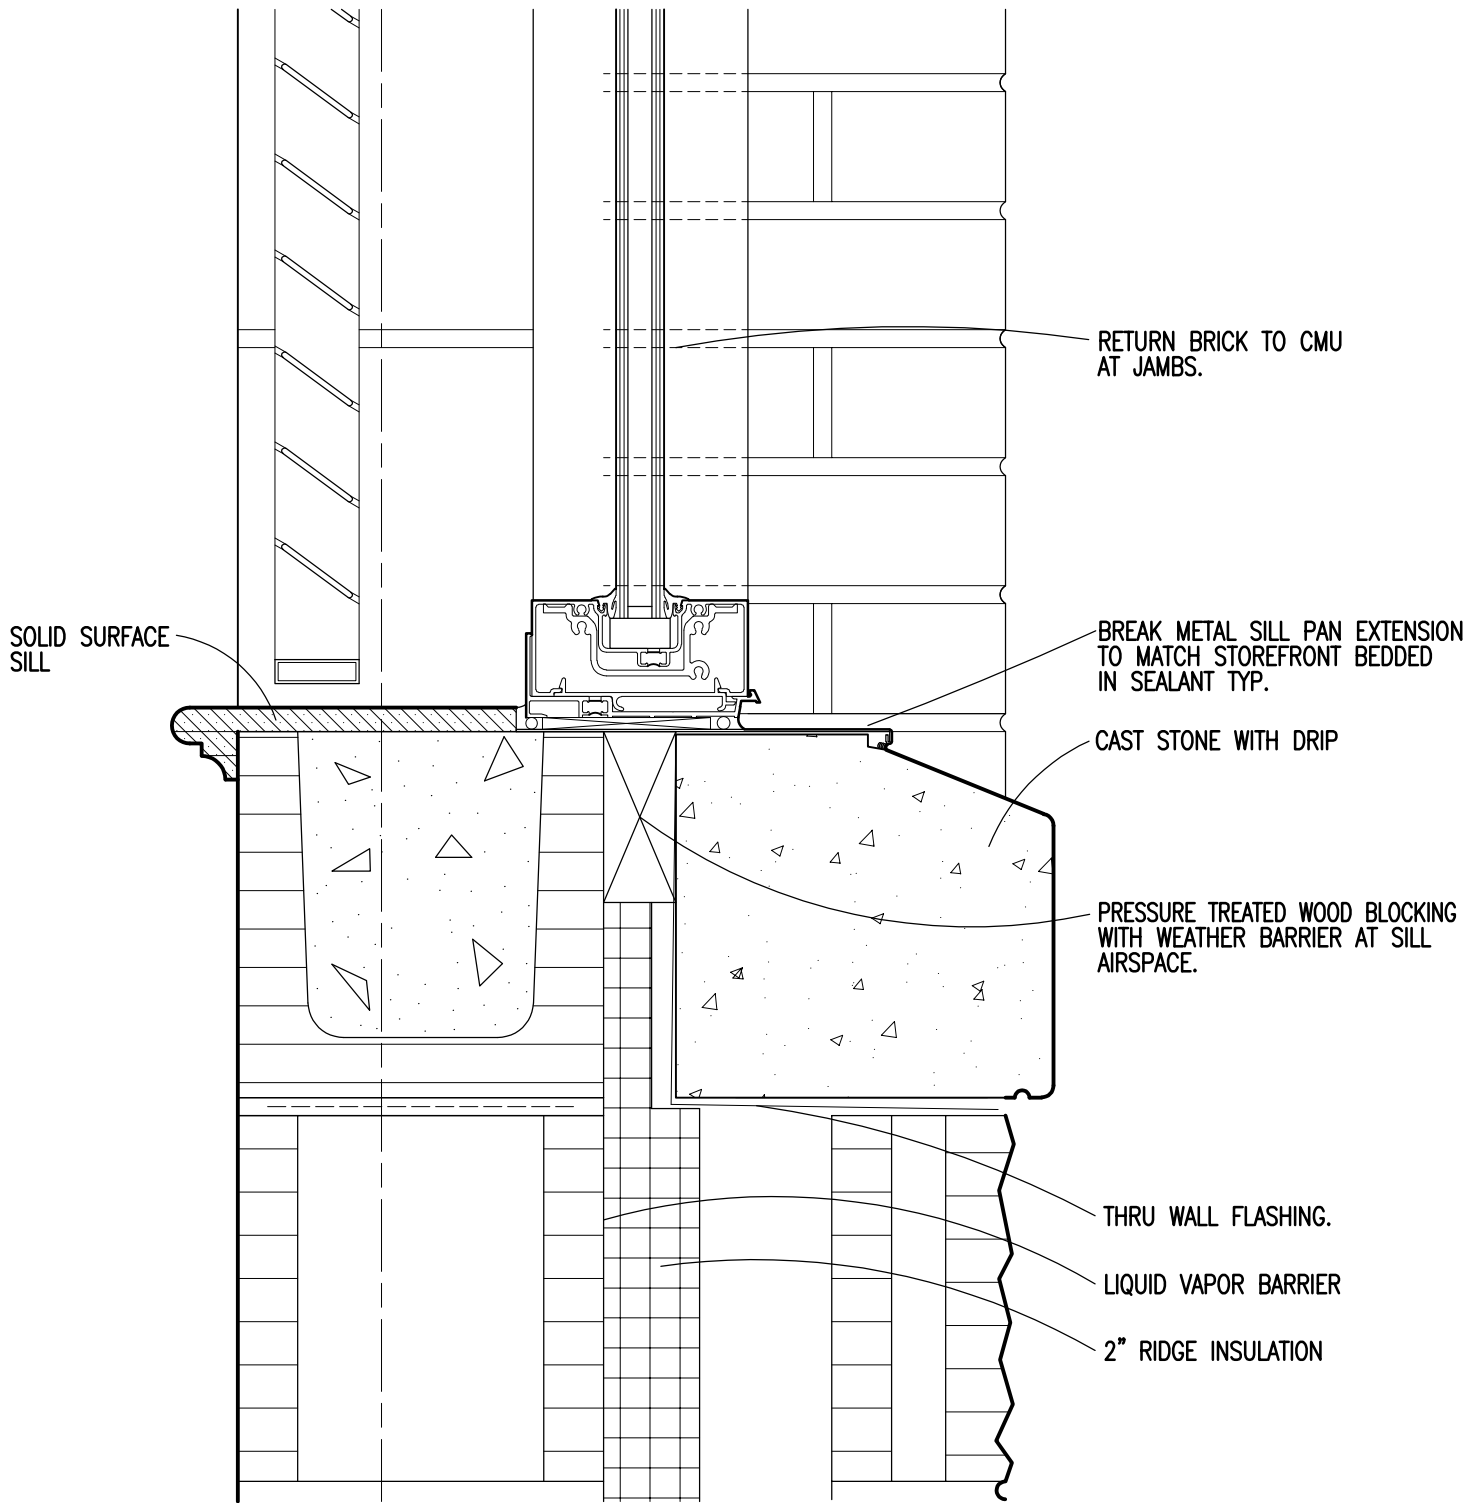 RETURN BRICK TO CMU
AT JAMBS.
SOLID SURFACE
SILL
BREAK METAL SILL PAN EXTENSION
TO MATCH STOREFRONT BEDDED
IN SEALANT TYP.
CAST STONE WITH DRIP
PRESSURE TREATED WOOD BLOCKING
WITH WEATHER BARRIER AT SILL
AIRSPACE.
THRU WALL FLASHING.
LIQUID VAPOR BARRIER
2" RIDGE INSULATION